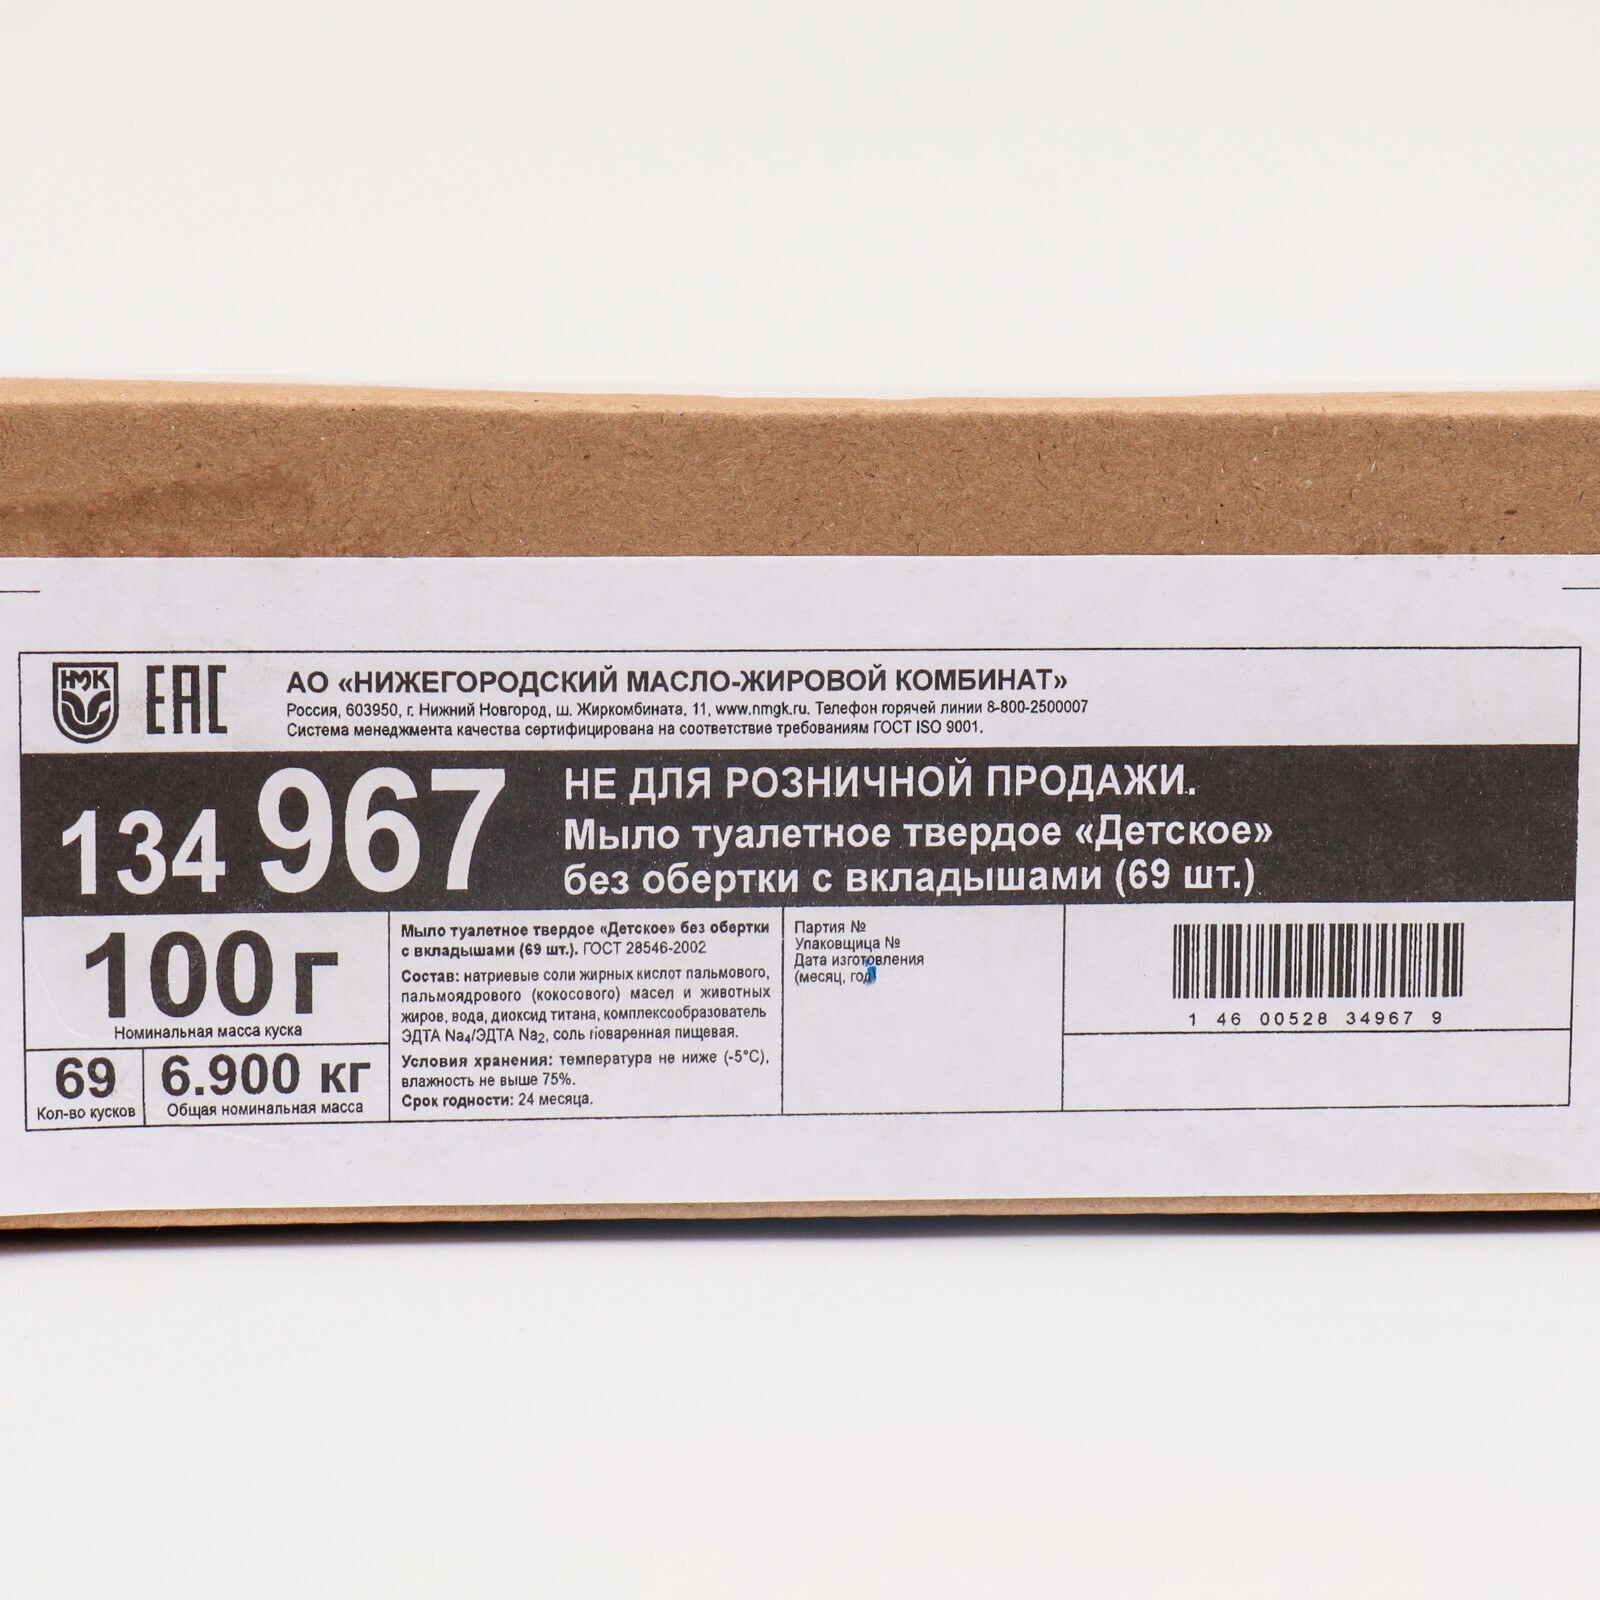 НМЖК
ЕАС
АО «НИЖЕГОРОДСКИЙ МАСЛО-ЖИРОВОЙ КОМБИНАТ»
Россия, 603950, г. Нижний Новгород, ш. Жиркомбината, 11, www.nmgk.ru. Телефон горячей линии 8-800-2500007
Система менеджмента качества сертифицирована на соответствие требованиям ГОСТ ISO 9001.
134 967
НЕ ДЛЯ РОЗНИЧНОЙ ПРОДАЖИ.
Мыло туалетное твердое «Детское»
без обертки с вкладышами (69 шт.)
100 г
Номинальная масса куска
69
Кол-во кусков
6.900 кг
Общая номинальная масса
Мыло туалетное твердое «Детское» без обертки
с вкладышами (69 шт.). ГОСТ 28546-2002
Состав: натриевые соли жирных кислот пальмового,
пальмоядрового (кокосового) масел и животных
жиров, вода, диоксид титана, комплексообразователь
ЭДТА Na4/ЭДТА Na2, соль поваренная пищевая.
Условия хранения: температура не ниже (-5°С),
влажность не выше 75%.
Срок годности: 24 месяца.
Партия №
Упаковщица №
Дата изготовления
(месяц, год)
1 46 00528 34967 9